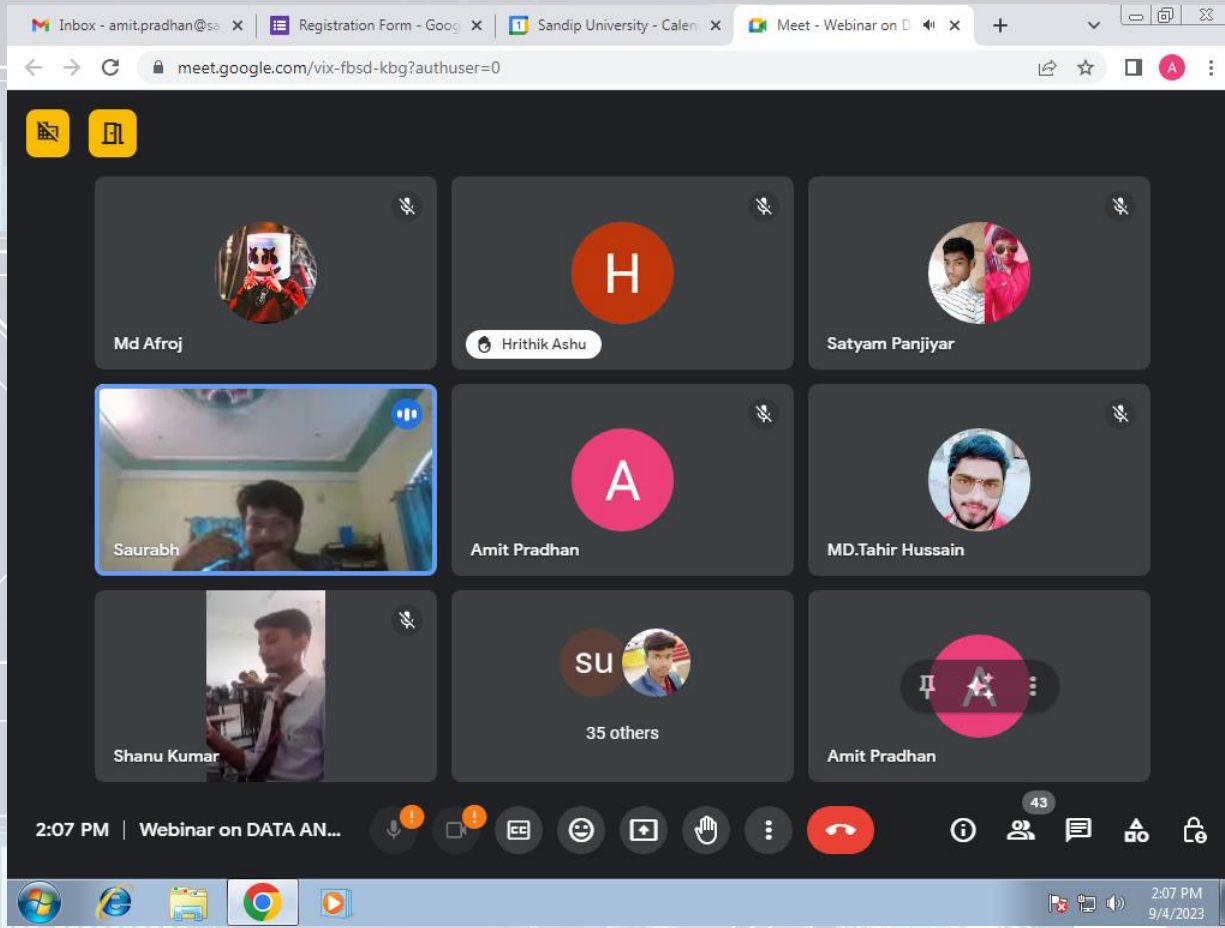 Inbox - amit.pradhan@sa
Registration Form - Goog
1
Sandip University - Calen
Meet - Webinar on D
meet.google.com/vix-fbsd-kbg?authuser=0
A
Md Afroj
H
Hrithik Ashu
Satyam Panjiyar
Saurabh
A
Amit Pradhan
MD.Tahir Hussain
Shanu Kumar
su
35 others
A
Amit Pradhan
43
2:07 PM | Webinar on DATA AN...
!
!
CC
2:07 PM
9/4/2023